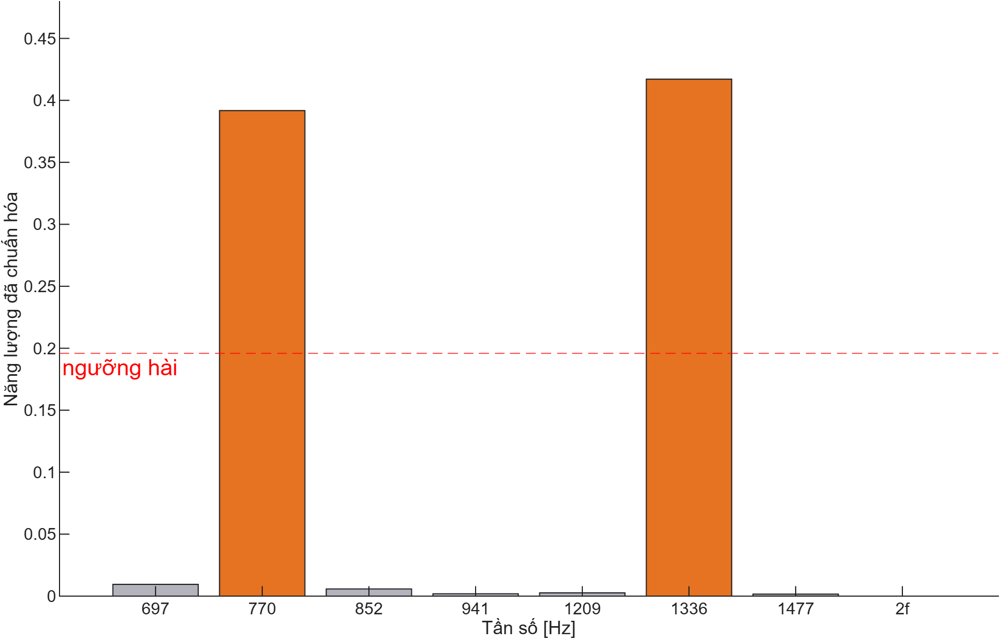 Năng lượng đã chuẩn hóa
0.45
0.4
0.35
0.3
0.25
0.2
0.15
0.1
0.05
0
ngưỡng hài
697 770 852 941 1209 1336 1477 2f
Tần số [Hz]